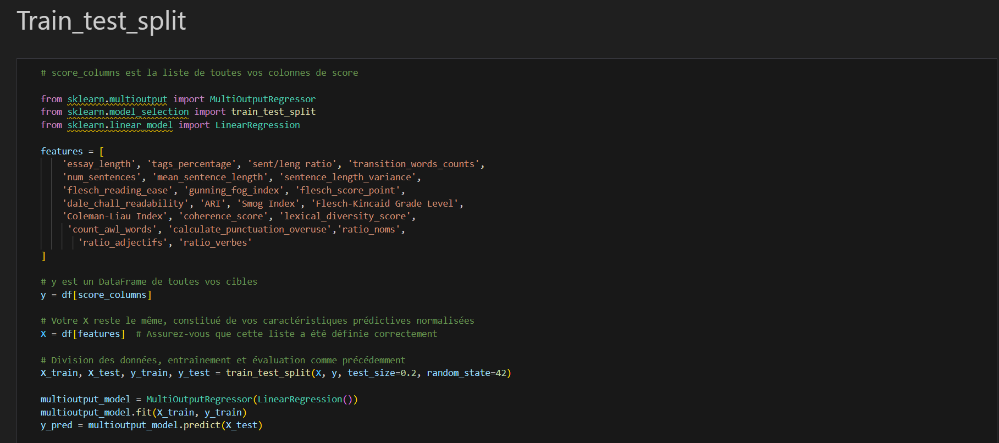 Train_test_split
# score_columns est la liste de toutes vos colonnes de score
from sklearn.multioutput import MultiOutputRegressor
from sklearn.model_selection import train_test_split
from sklearn.linear_model import LinearRegression
features = [
'essay_length', 'tags_percentage', 'sent/leng ratio', 'transition_words_counts',
'num_sentences', 'mean_sentence_length', 'sentence_length_variance',
'flesch_reading_ease', 'gunning_fog_index', 'flesch_score_point',
'dale_chall_readability', 'ARI', 'Smog Index', 'Flesch-Kincaid Grade Level',
'Coleman-Liau Index', 'coherence_score', 'lexical_diversity_score',
'count_awl_words', 'calculate_punctuation_overuse','ratio_noms',
'ratio_adjectifs', 'ratio_verbes'
]
# y est un DataFrame de toutes vos cibles
y = df[score_columns]
# Votre X reste le même, constitué de vos caractéristiques prédictives normalisées
X = df[features]  # Assurez-vous que cette liste a été définie correctement
# Division des données, entraînement et évaluation comme précédemment
X_train, X_test, y_train, y_test = train_test_split(X, y, test_size=0.2, random_state=42)
multioutput_model = MultiOutputRegressor(LinearRegression())
multioutput_model.fit(X_train, y_train)
y_pred = multioutput_model.predict(X_test)